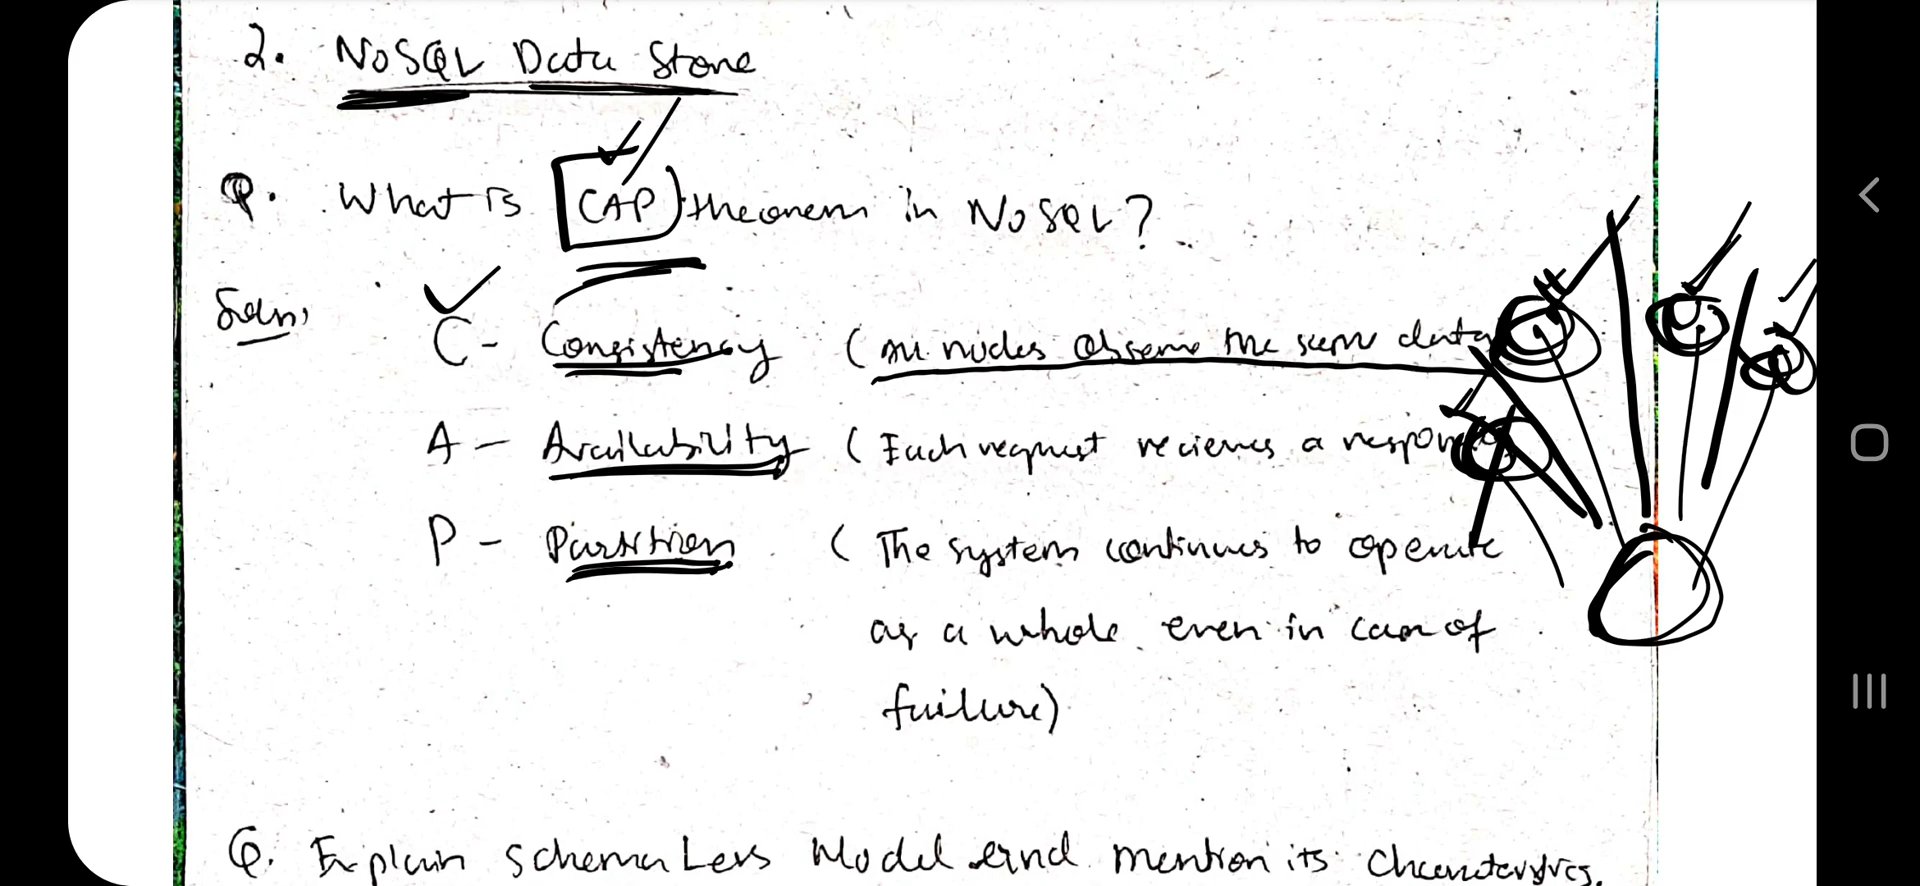 2. NoSQL Data Store
Q. What is CAP theorem in NoSQL?
Soln,
C - Consistency (All nodes observe the same data
A - Availability (Each request recieves a respon
P - Partition (The system continues to operate
as a whole even in case of
failure)
Q. Explain schema Less Model and mention its characteristics.